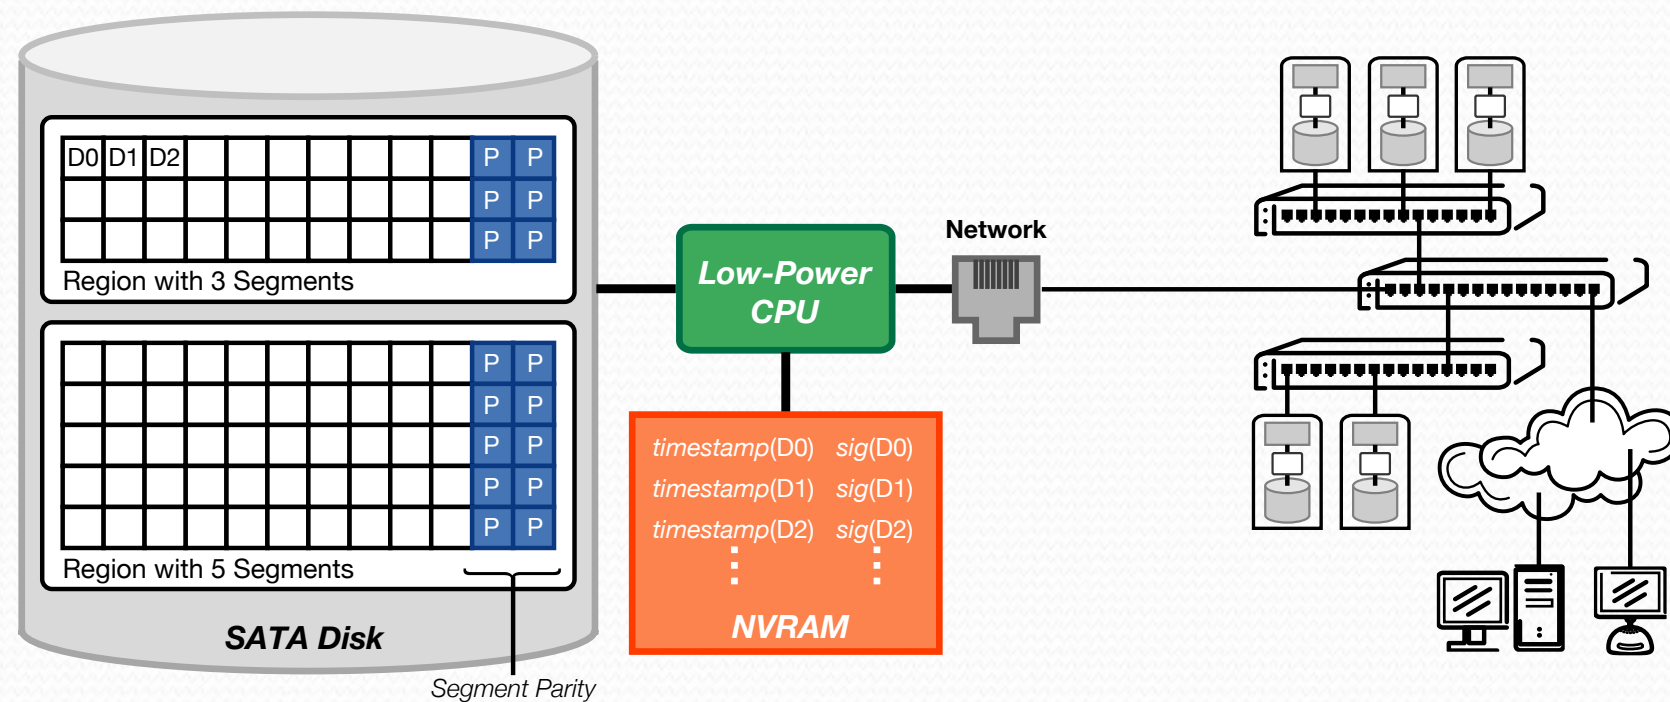 D0 D1 D2 P P
P P
P P
Region with 3 Segments
P P
P P
P P
P P
P P
Region with 5 Segments
SATA Disk
Segment Parity
Low-Power
CPU
Network
timestamp(D0) sig(D0)
timestamp(D1) sig(D1)
timestamp(D2) sig(D2)
NVRAM